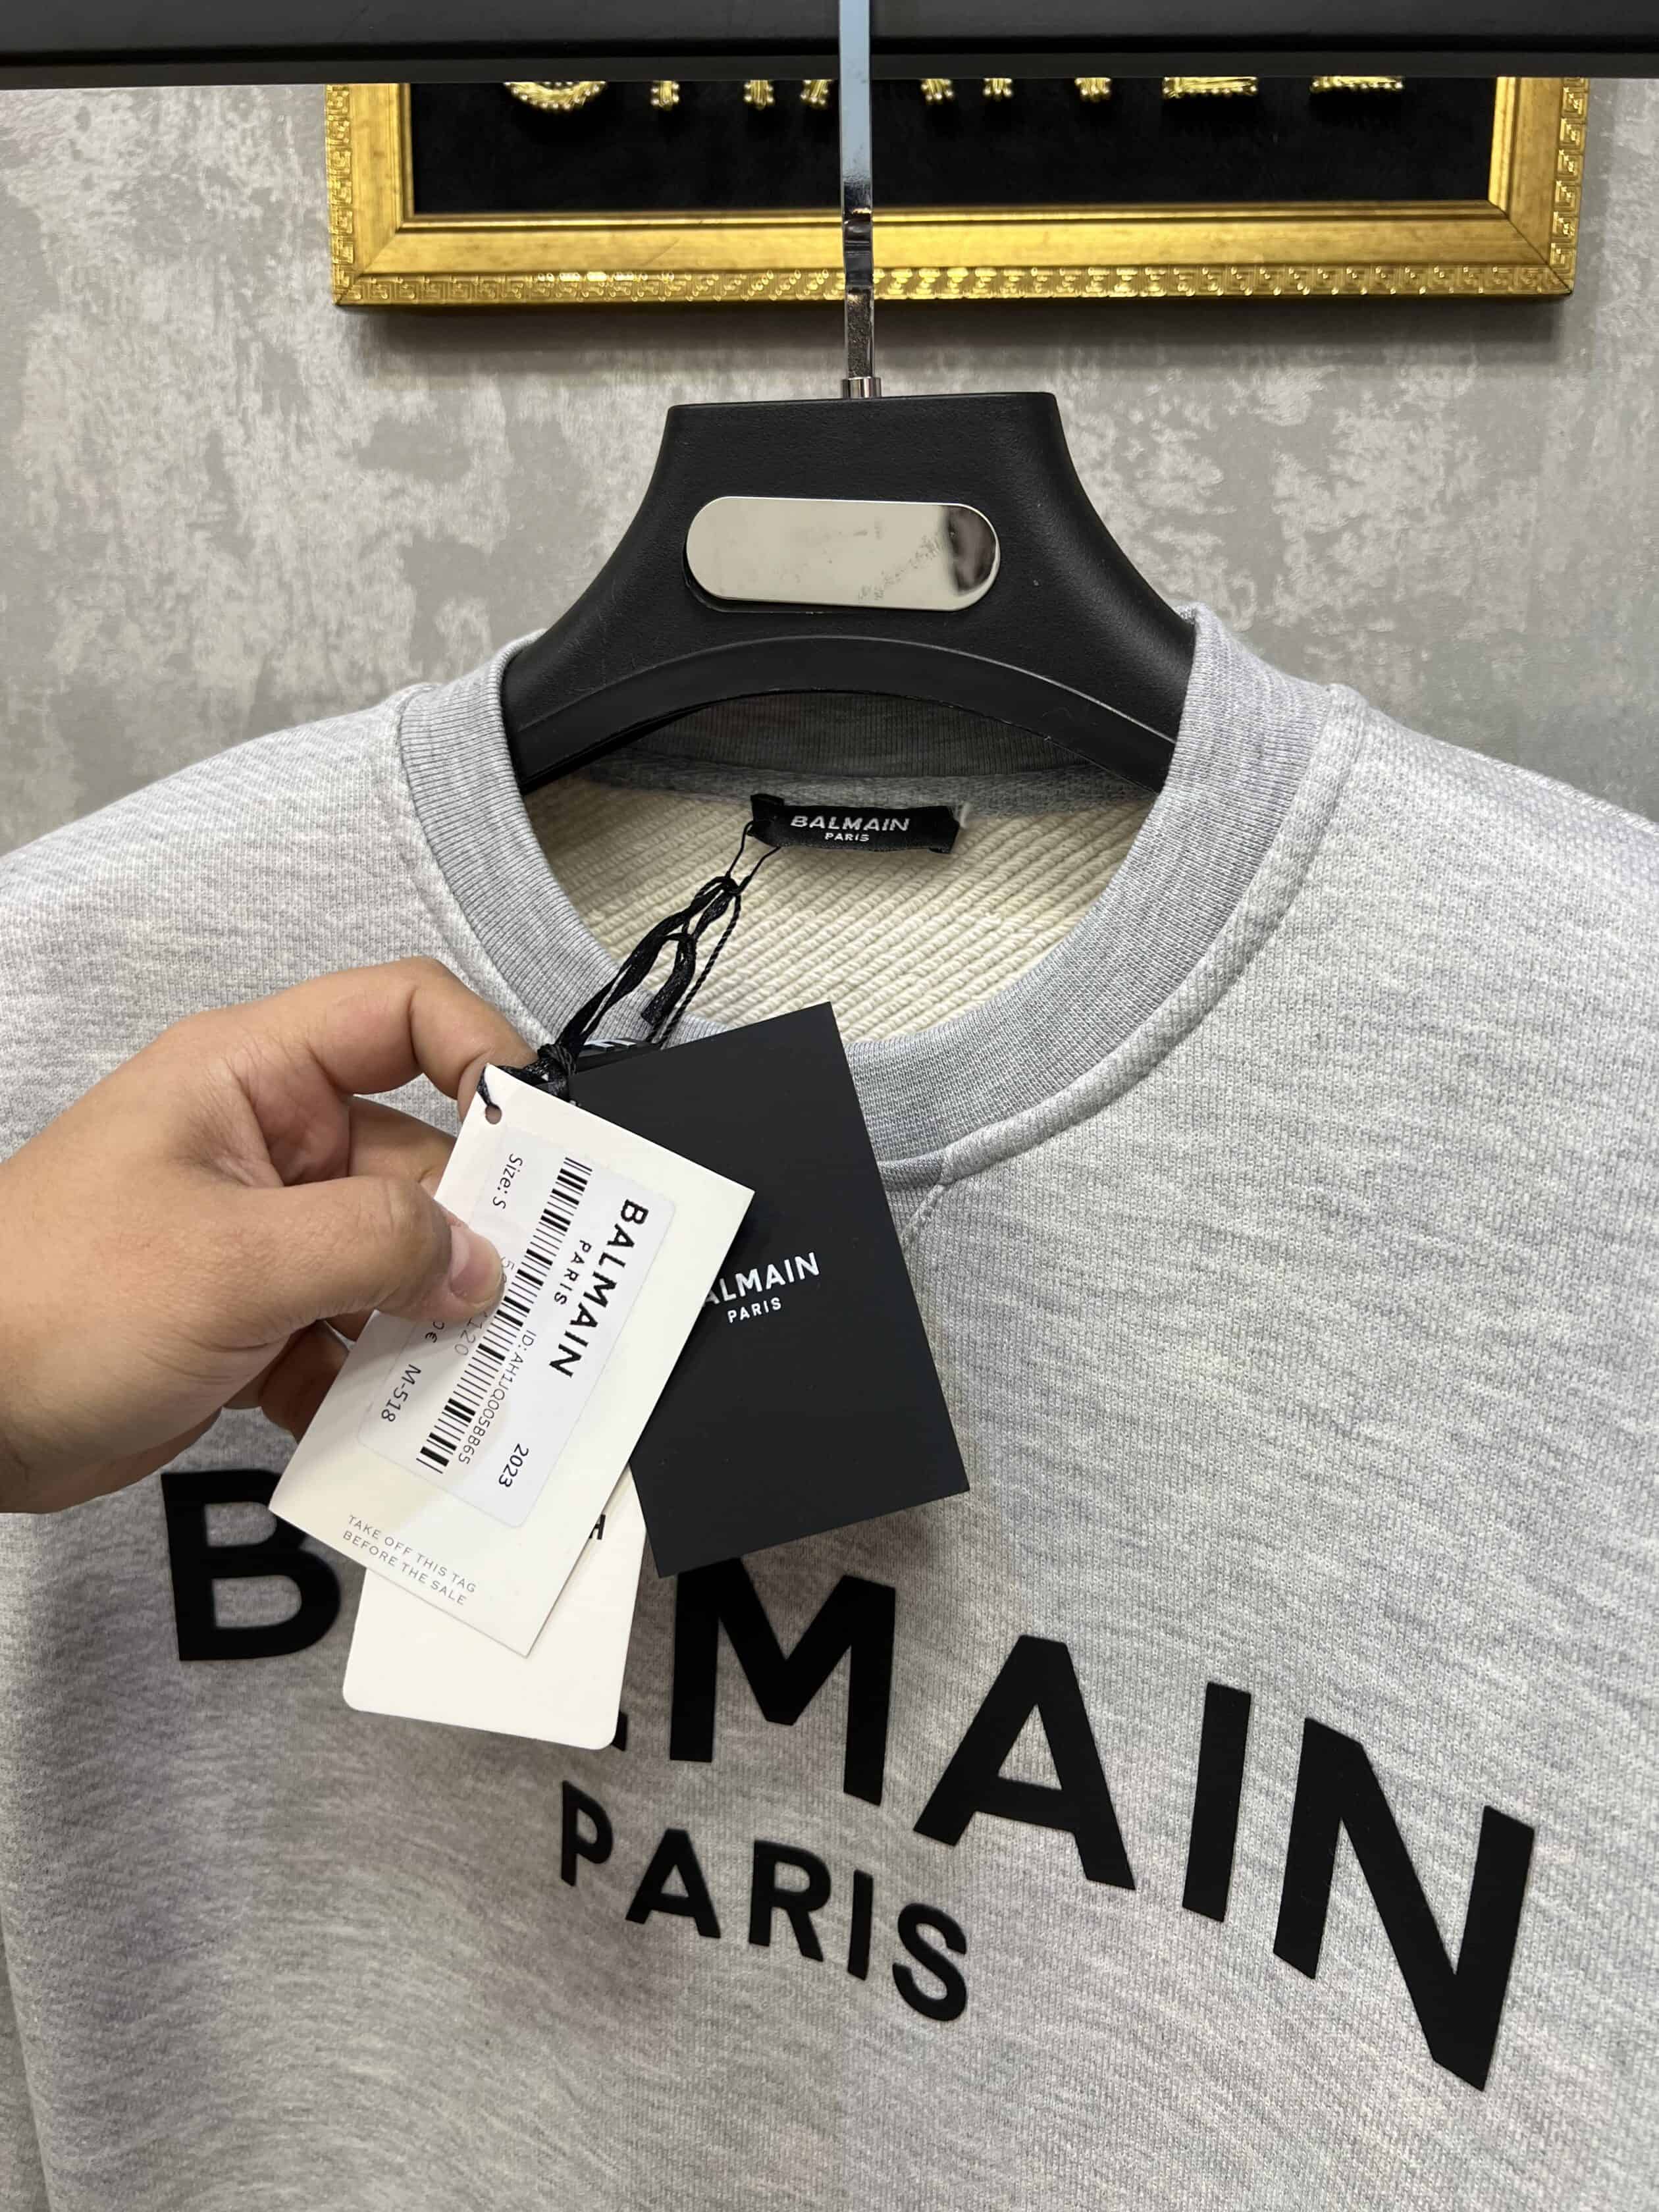 BALMAIN
PARIS
BALMAIN
PARIS
2023
ID: AH1JQ005BB65
Size: S
M-518
TAKE OFF THIS TAG
BEFORE THE SALE
ALMAIN
PARIS
H
B MAIN
PARIS